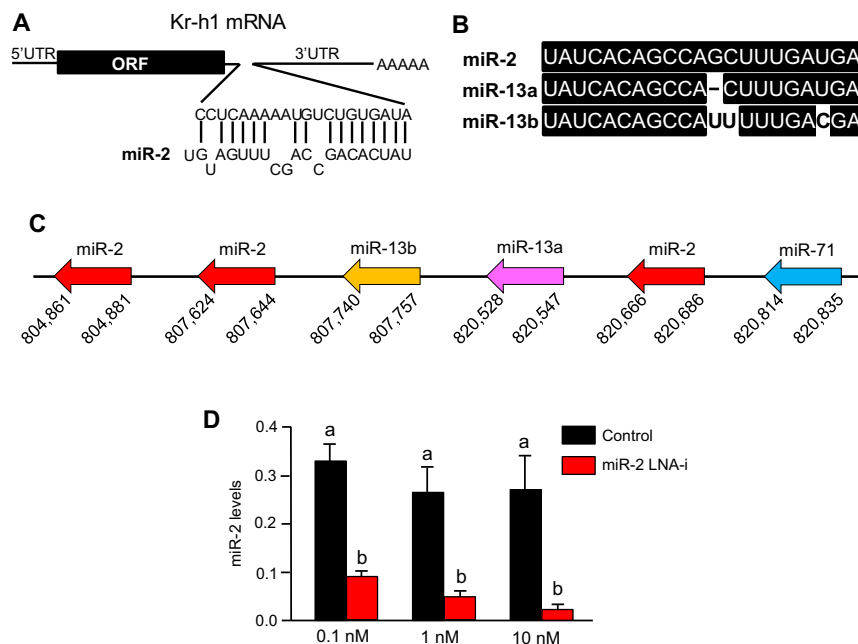 A
Kr-h1 mRNA
5'UTR
ORF
3'UTR
AAAAA
CCUCAAAAAUGUCUGUGAUA
miR-2
UG AGUUU AC GACACUAU
U CG C
B
miR-2 UAUCACAGCCAGCUUUGAUGA
miR-13a UAUCACAGCCA-CUUUGAUGA
miR-13b UAUCACAGCCAUUUUUGACGA
C
miR-2 miR-2 miR-13b miR-13a miR-2 miR-71
804,861 804,881 807,624 807,644 807,740 807,757 820,528 820,547 820,666 820,686 820,814 820,835
D
miR-2 levels
0.4
0.3
0.2
0.1
0.0
a
b
a
b
a
b
0.1 nM 1 nM 10 nM
Control
miR-2 LNA-i